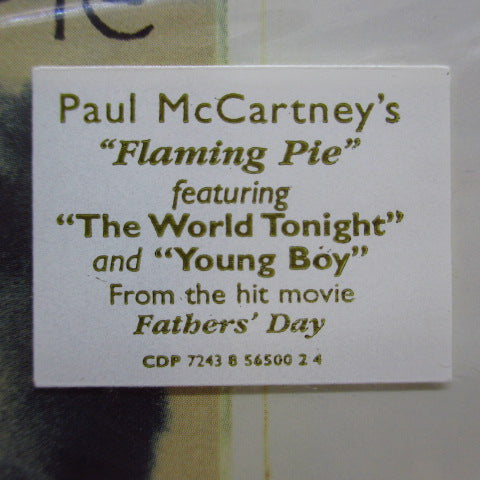 Pie
Paul McCartney's
"Flaming Pie"
featuring
"The World Tonight"
and "Young Boy"
From the hit movie
Fathers' Day
CDP 7243 8 56500 2 4